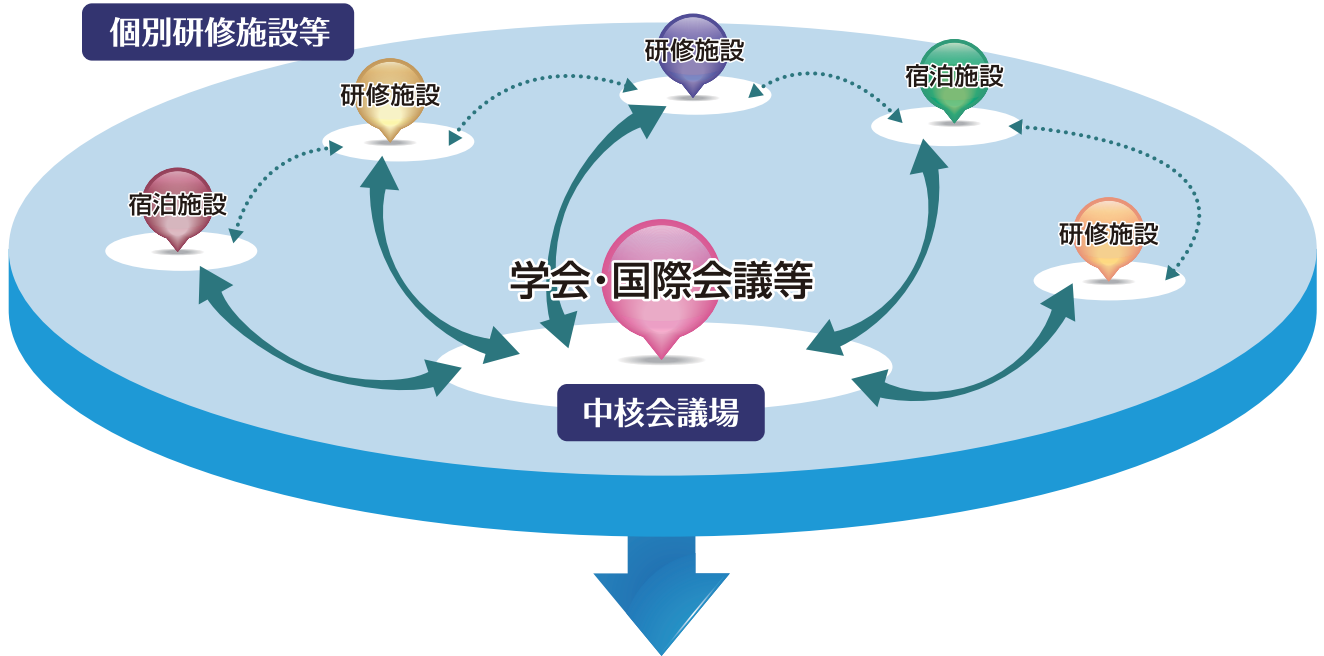 個別研修施設等
研修施設
研修施設
宿泊施設
宿泊施設
研修施設
学会・国際会議等
中核会議場